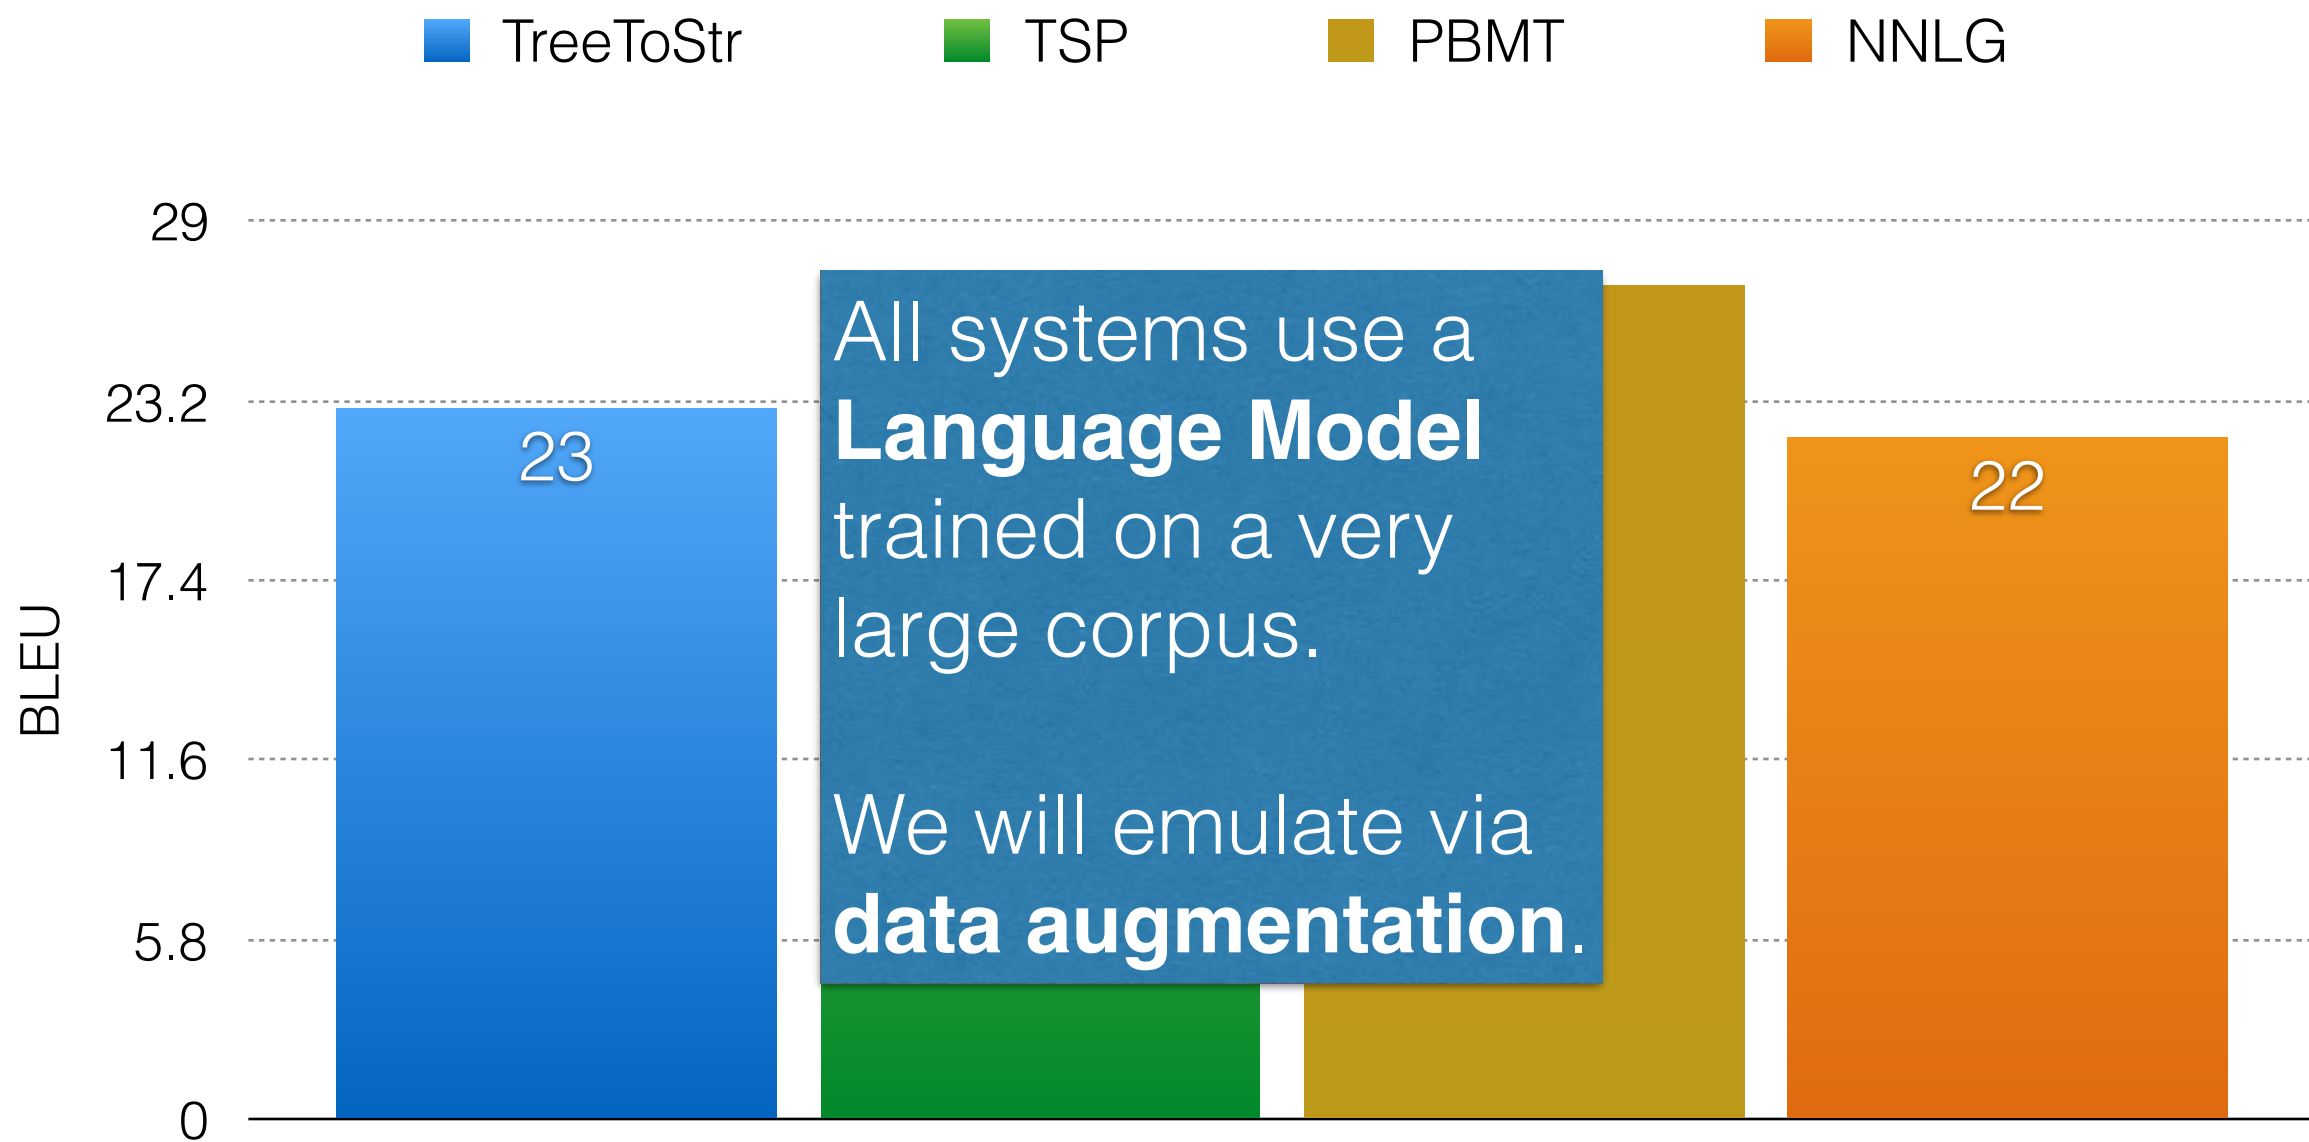 TreeToStr TSP PBMT NNLG
BLEU
29
23.2
17.4
11.6
5.8
0
23
All systems use a
Language Model
trained on a very
large corpus.
We will emulate via
data augmentation.
22